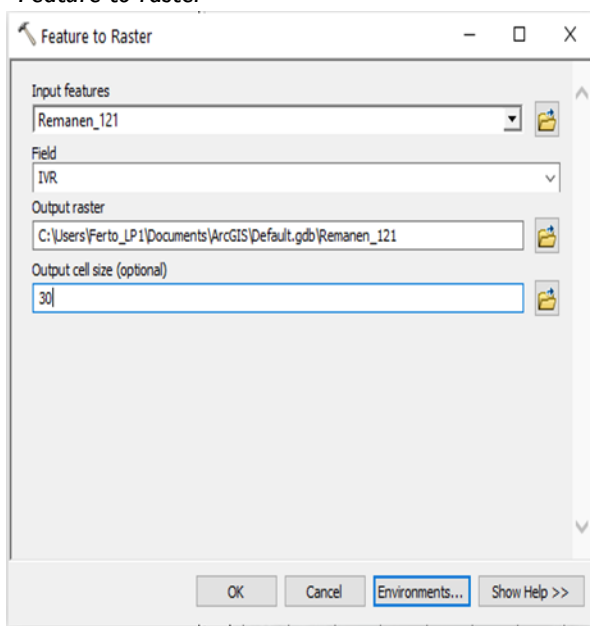 Feature to Raster
Input features
Remanen_121
Field
IVR
Output raster
C:\Users\Ferto_LP1\Documents\ArcGIS\Default.gdb\Remanen_121
Output cell size (optional)
30
OK Cancel Environments... Show Help >>